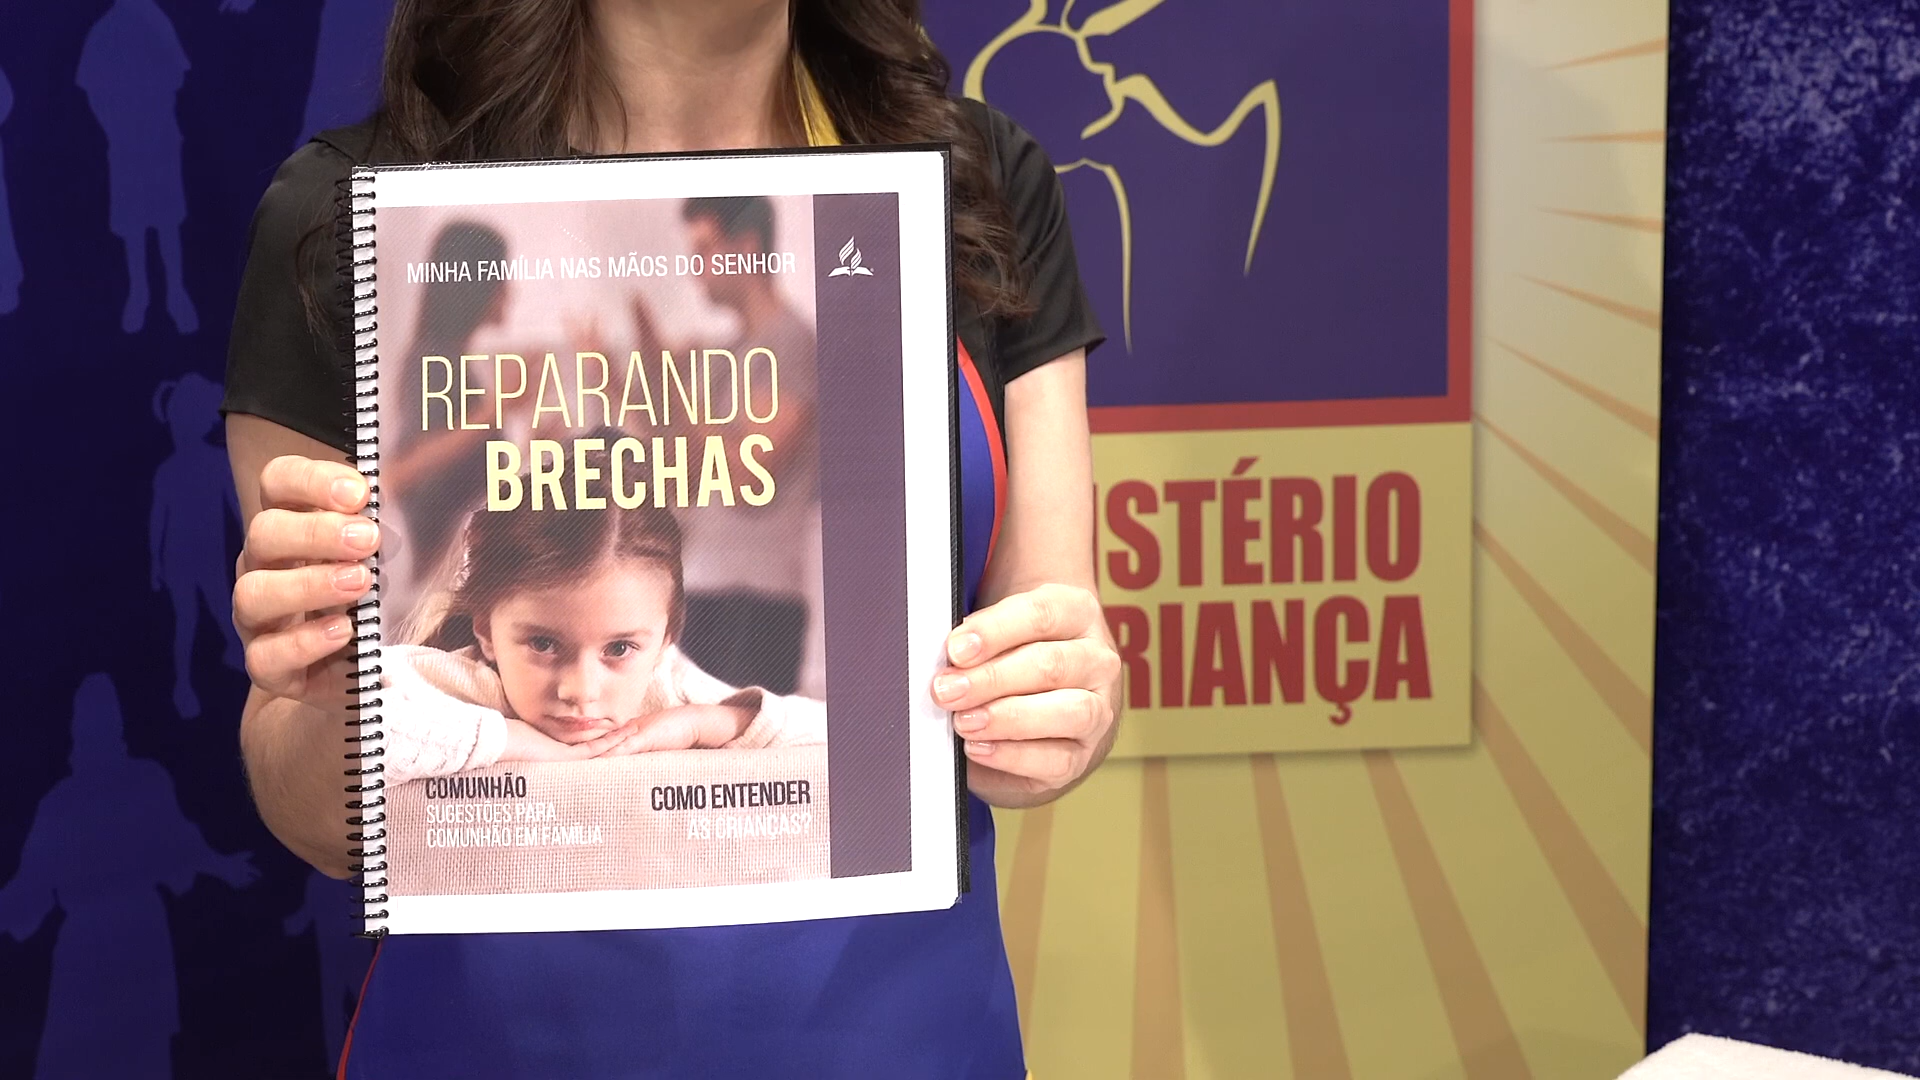 MINHA FAMÍLIA NAS MÃOS DO SENHOR
REPARANDO
BRECHAS
COMUNHÃO
SUGESTÕES PARA
COMUNHÃO EM FAMÍLIA
COMO ENTENDER
AS CRIANÇAS?
ISTÉRIO
RIANÇA